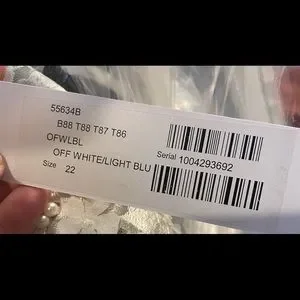 55634B
B88 T88 T87 T86
OFWLBL
OFF WHITE/LIGHT BLU
Serial 1004293692
Size 22